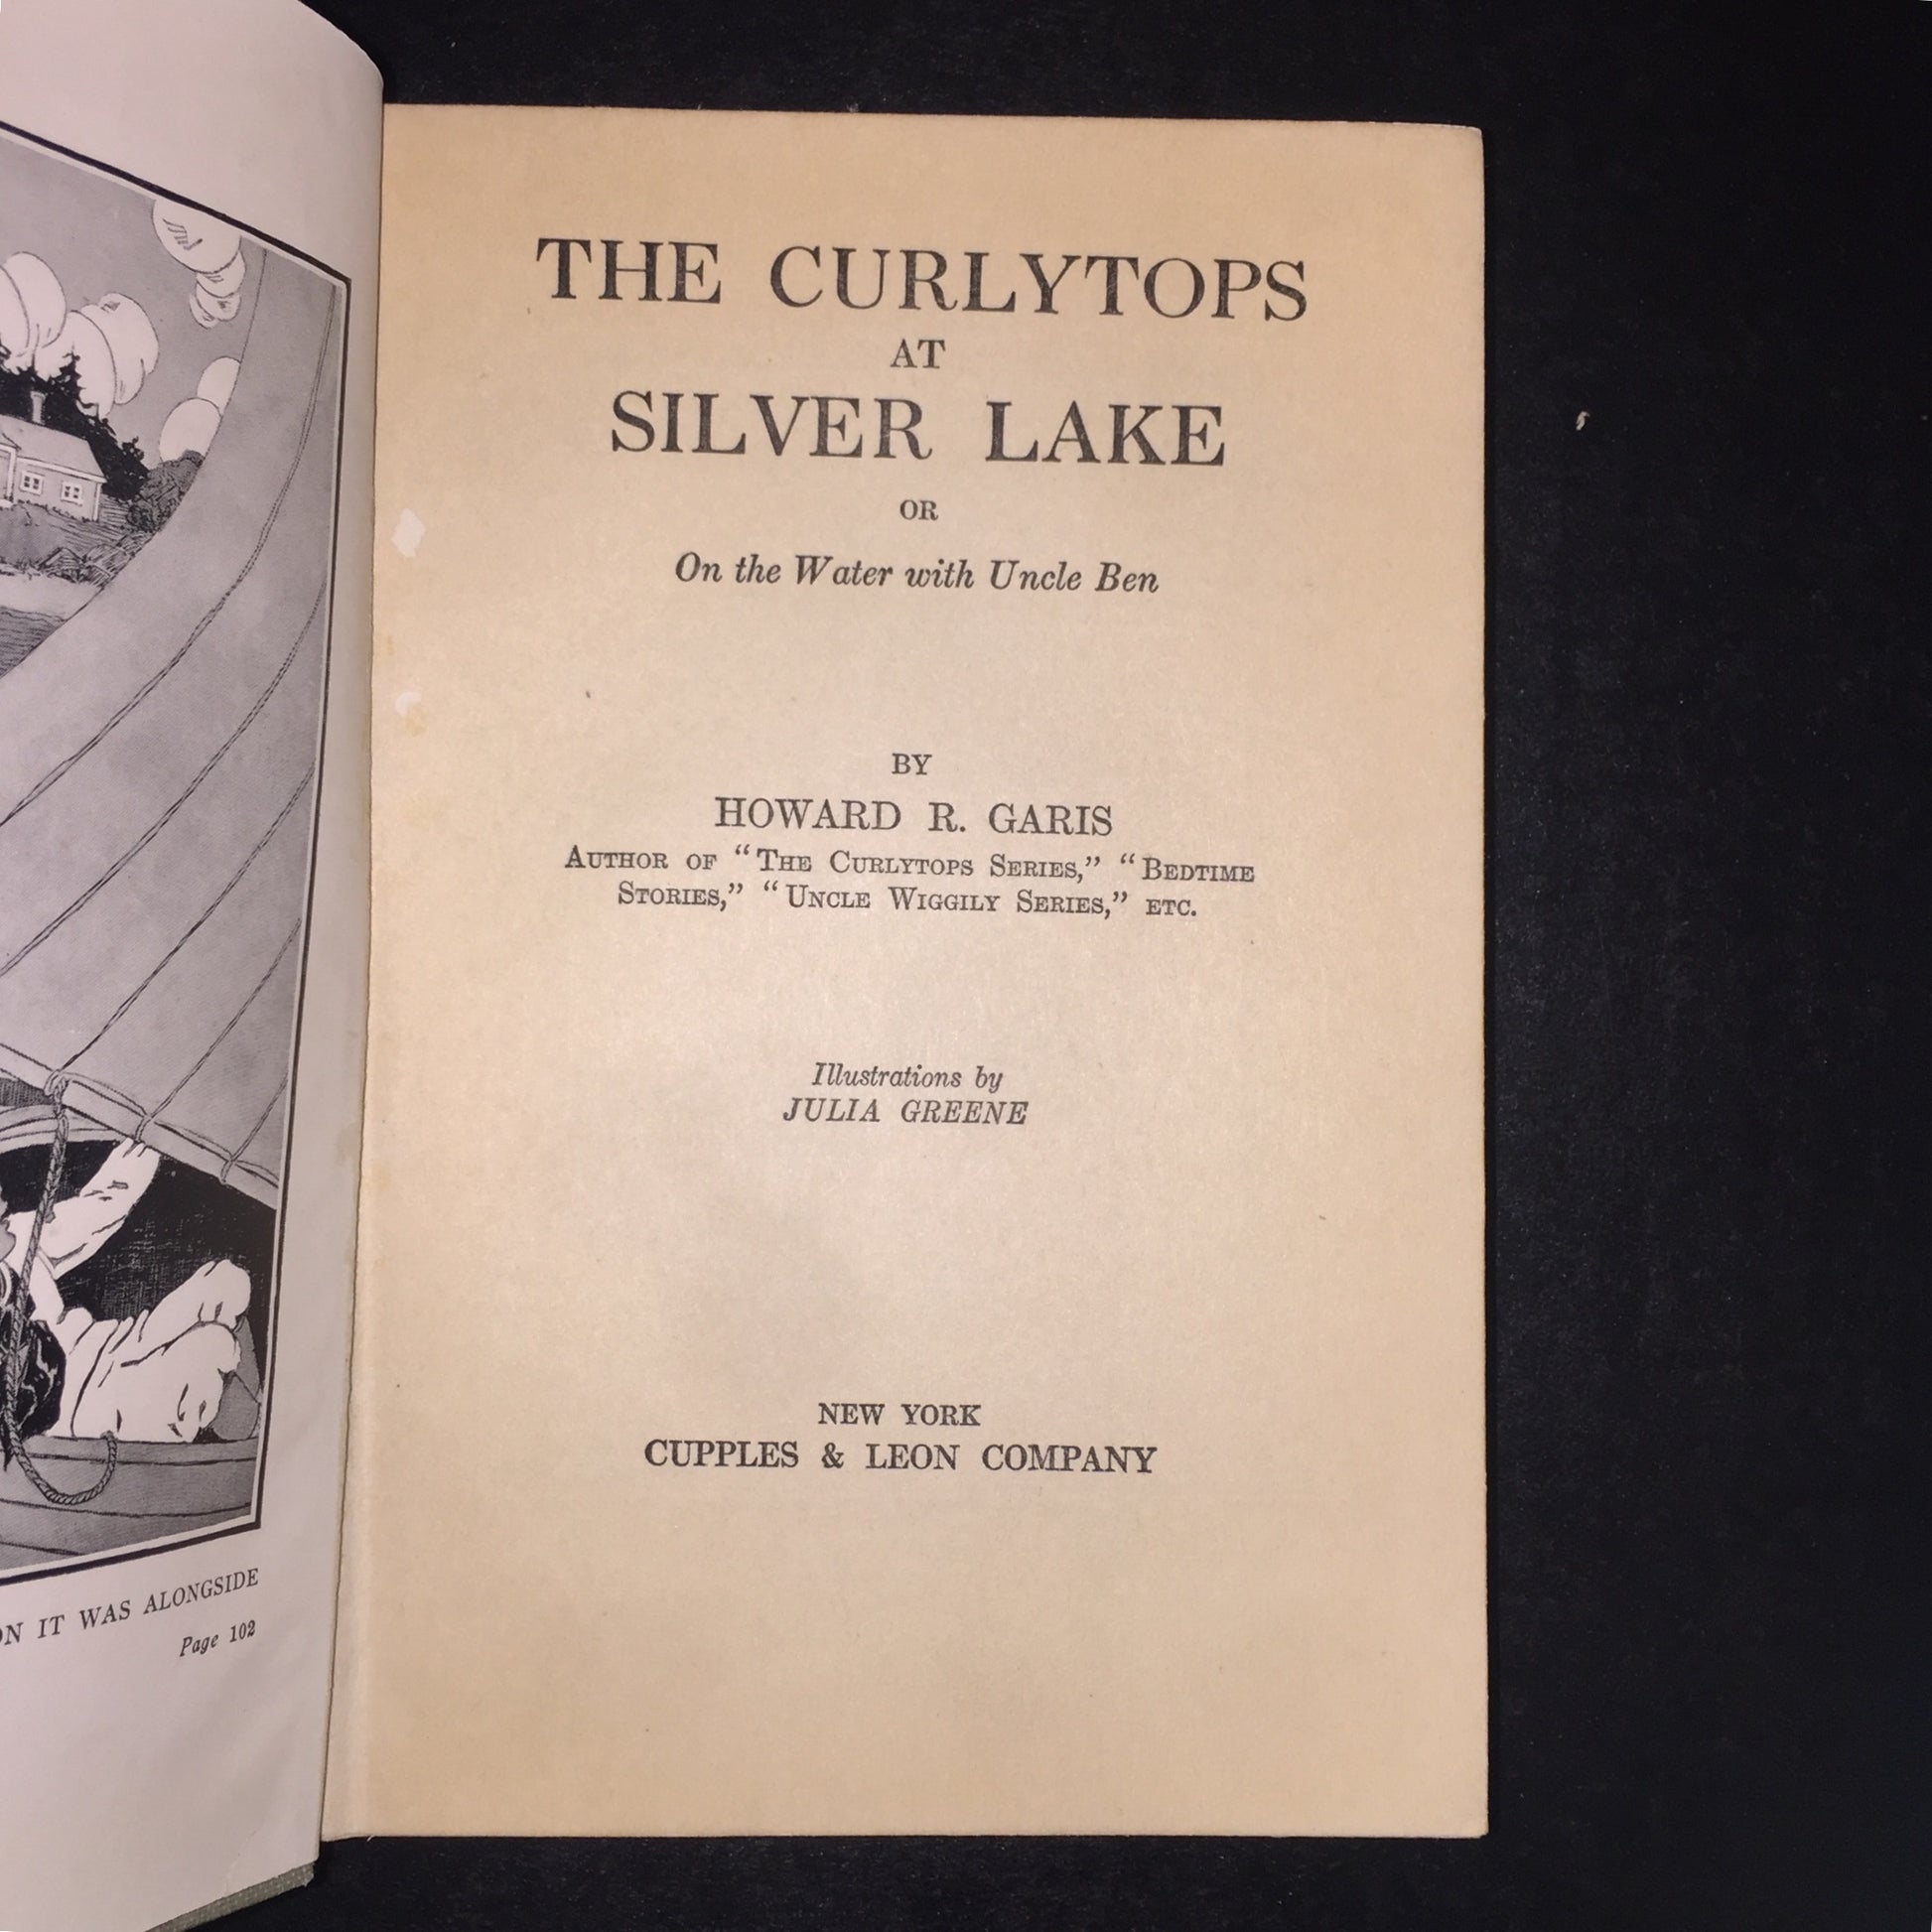 IT WAS ALONGSIDE
Page 102
THE CURLYTOPS
AT
SILVER LAKE
OR
On the Water with Uncle Ben
BY
HOWARD R. GARIS
AUTHOR OF “THE CURLYTOPS SERIES,” “BEDTIME
STORIES,” “UNCLE WIGGILY SERIES,” ETC.
Illustrations by
JULIA GREENE
NEW YORK
CUPPLES & LEON COMPANY